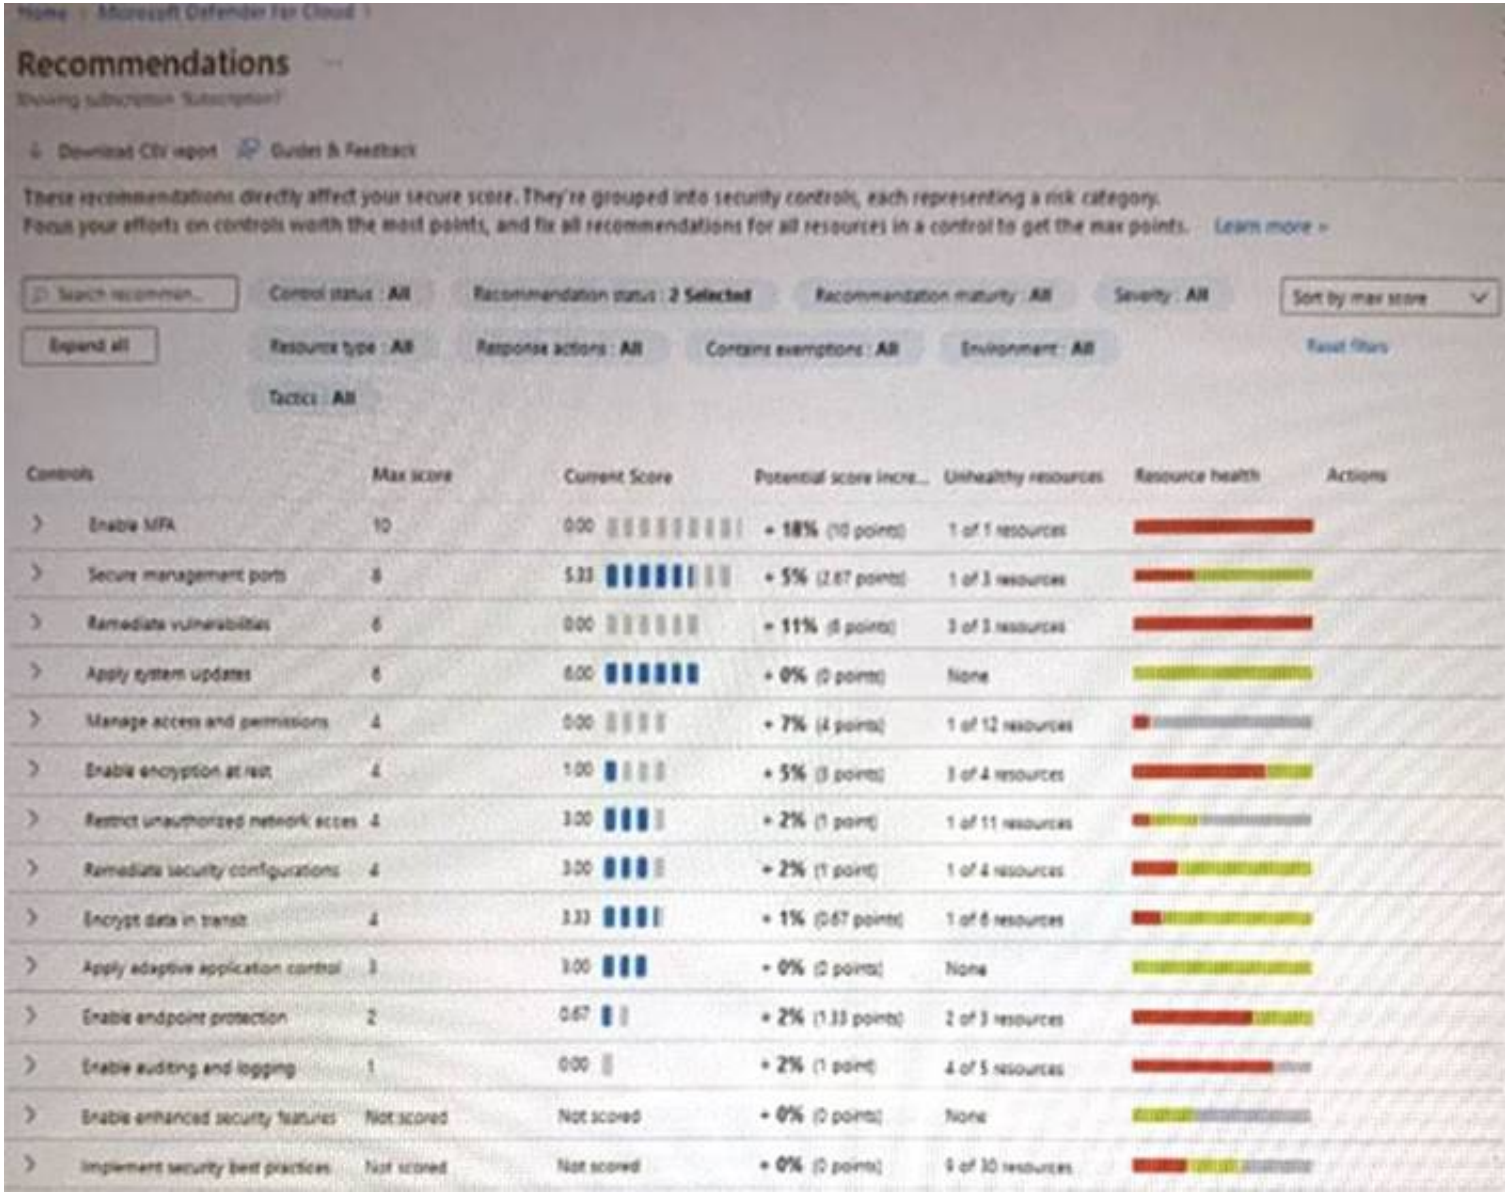 Home Microsoft Defender for Cloud
Recommendations ...
Showing subscription 'Subscription1'
Download CSV report Guides & Feedback
These recommendations directly affect your secure score. They're grouped into security controls, each representing a risk category.
Focus your efforts on controls worth the most points, and fix all recommendations for all resources in a control to get the max points. Learn more >
Search recommen... Control status : All Recommendation status : 2 Selected Recommendation maturity : All Severity : All Sort by max score
Expand all Resource type : All Response actions : All Contains exemptions : All Environment : All Reset filters
Tactics : All
Controls Max score Current Score Potential score incre... Unhealthy resources Resource health Actions
Enable MFA 10 0.00 + 18% (10 points) 1 of 1 resources
Secure management ports 8 5.33 + 5% (2.67 points) 1 of 3 resources
Remediate vulnerabilities 6 0.00 + 11% (6 points) 3 of 3 resources
Apply system updates 6 6.00 + 0% (0 points) None
Manage access and permissions 4 0.00 + 7% (4 points) 1 of 12 resources
Enable encryption at rest 4 1.00 + 5% (3 points) 3 of 4 resources
Restrict unauthorized network acces 4 3.00 + 2% (1 point) 1 of 11 resources
Remediate security configurations 4 3.00 + 2% (1 point) 1 of 4 resources
Encrypt data in transit 4 3.33 + 1% (0.67 points) 1 of 6 resources
Apply adaptive application control 3 3.00 + 0% (0 points) None
Enable endpoint protection 2 0.67 + 2% (1.33 points) 2 of 3 resources
Enable auditing and logging 1 0.00 + 2% (1 point) 4 of 5 resources
Enable enhanced security features Not scored Not scored + 0% (0 points) None
Implement security best practices Not scored Not scored + 0% (0 points) 9 of 30 resources